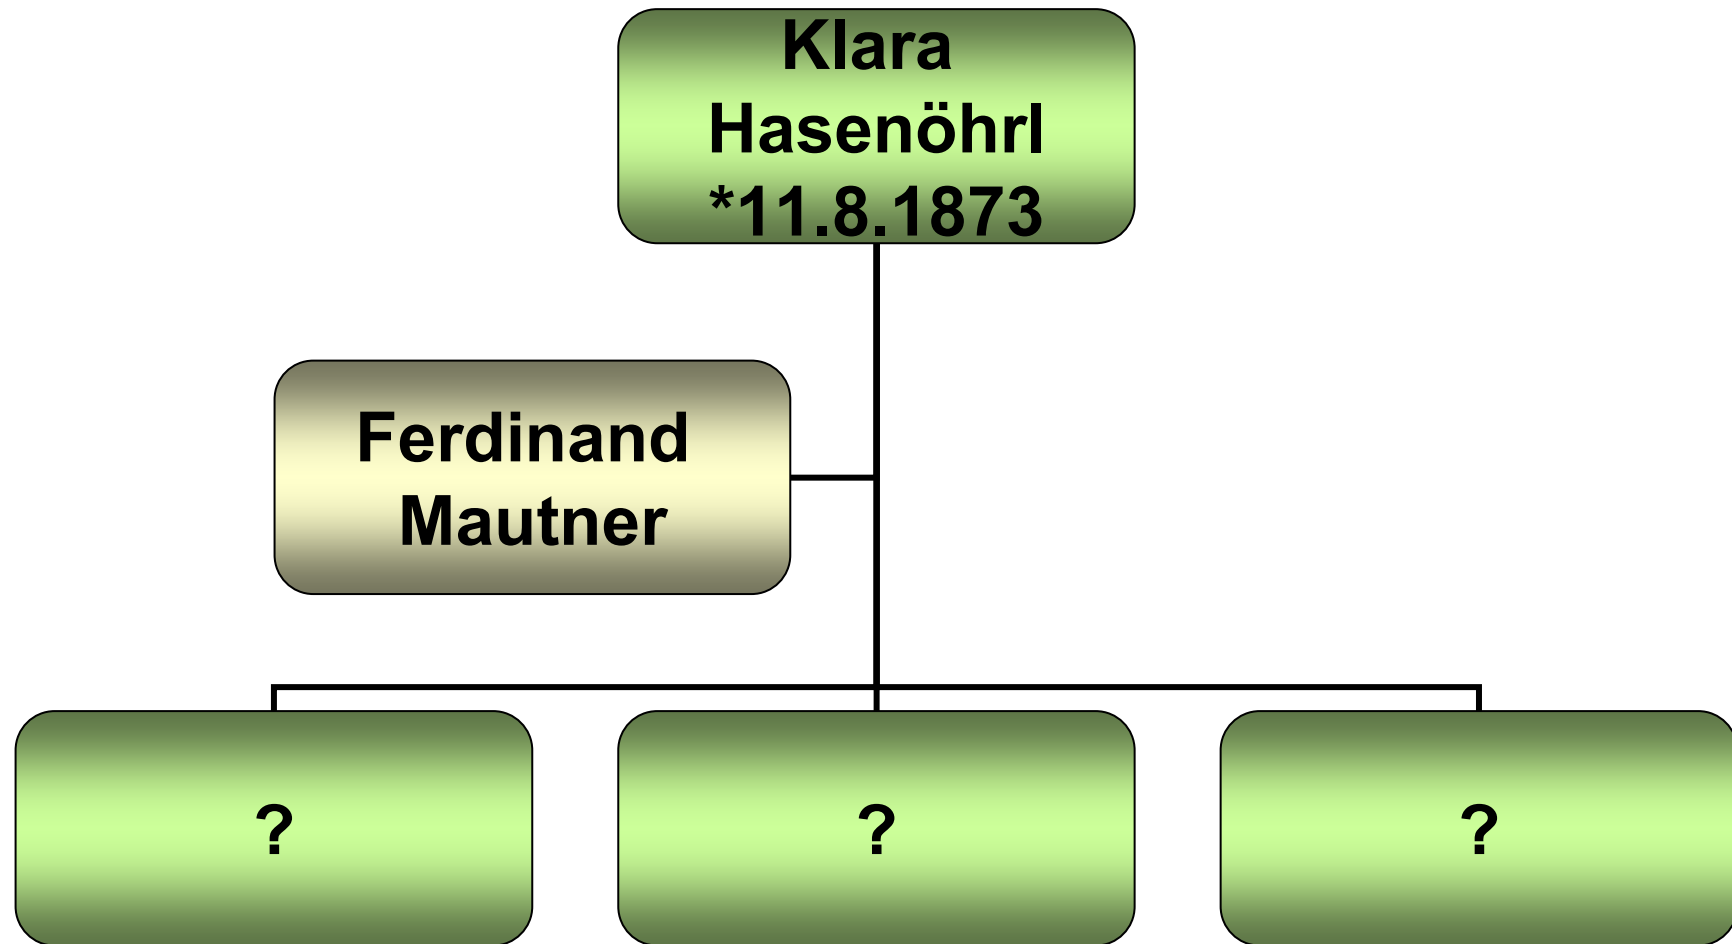 Klara
Hasenöhrl
*11.8.1873
Ferdinand
Mautner
?
?
?